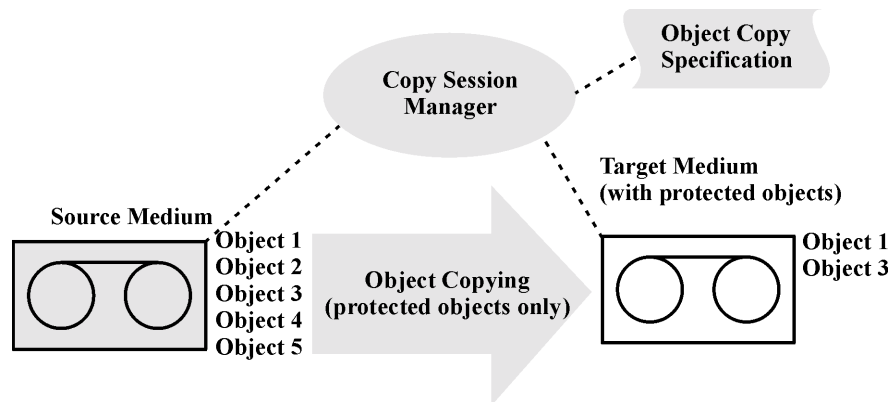 Object Copy
Specification
Copy Session
Manager
Target Medium
(with protected objects)
Source Medium
Object 1
Object 2
Object 3
Object 4
Object 5
Object Copying
(protected objects only)
Object 1
Object 3